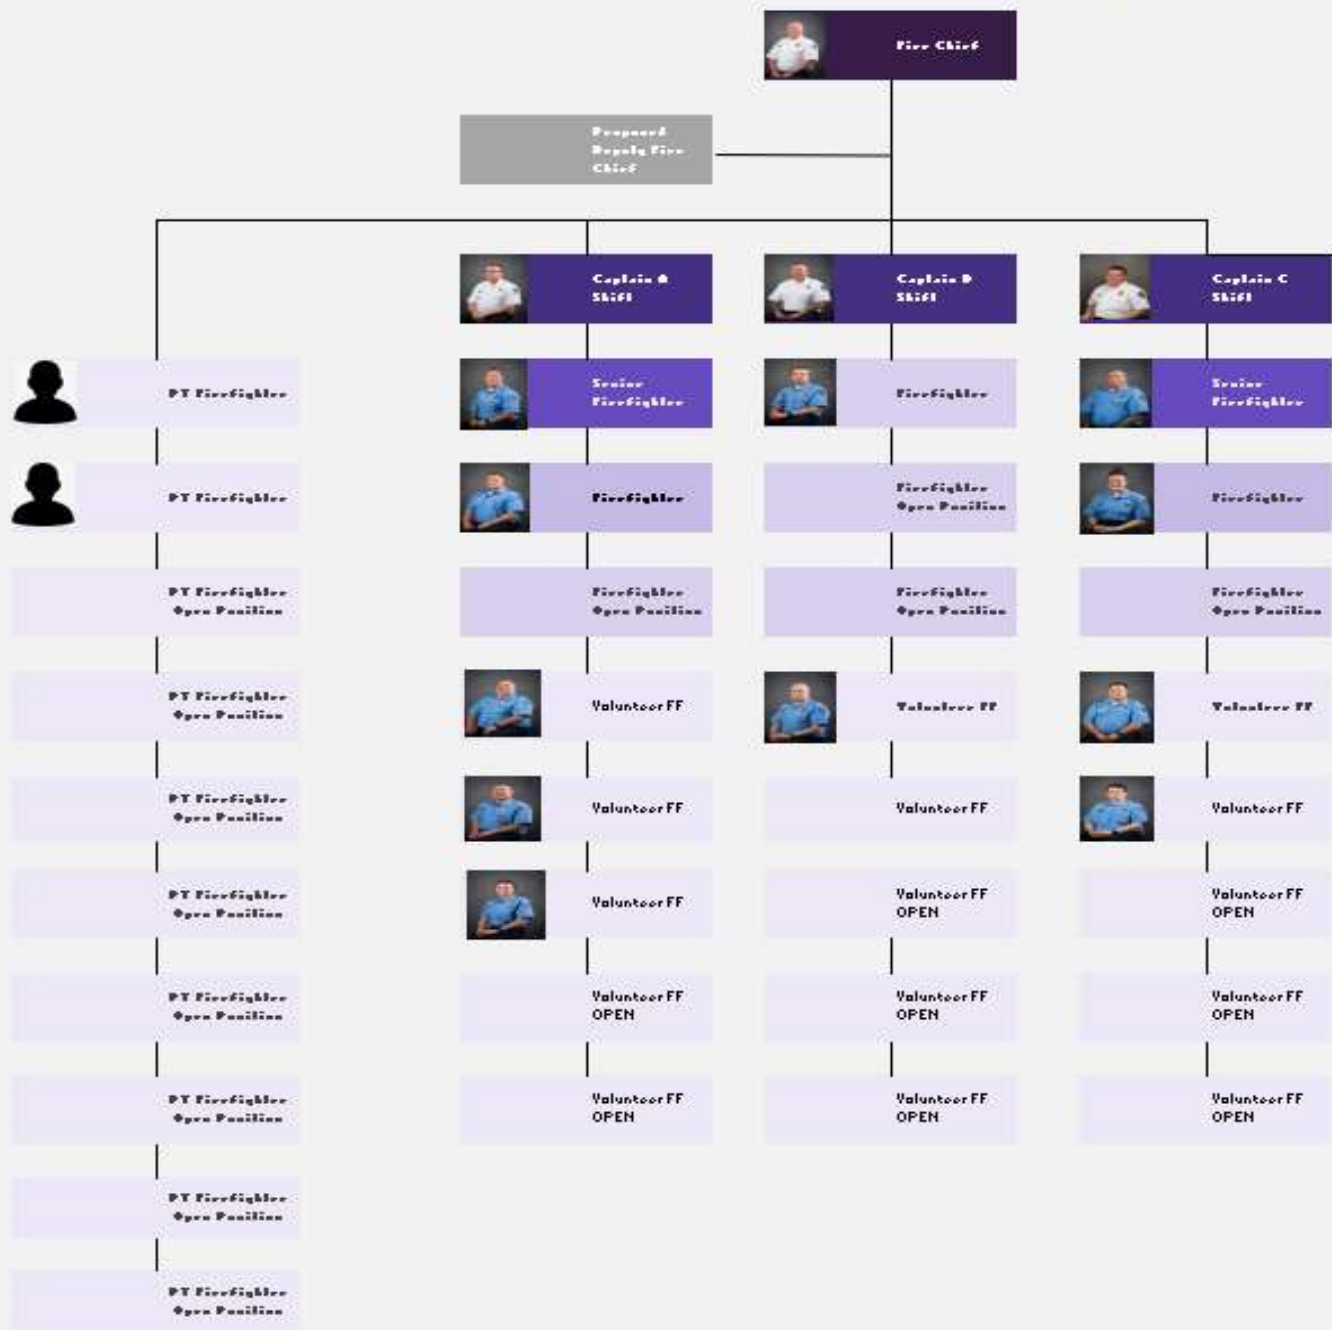 Fire Chief
Proposed
Deputy Fire
Chief
Captain A
Shift
Captain B
Shift
Captain C
Shift
PT Firefighter
Senior
Firefighter
Firefighter
Senior
Firefighter
PT Firefighter
Firefighter
Firefighter
Open Position
Firefighter
PT Firefighter
Open Position
Firefighter
Open Position
Firefighter
Open Position
Firefighter
Open Position
PT Firefighter
Open Position
Volunteer FF
Volunteer FF
Volunteer FF
PT Firefighter
Open Position
Volunteer FF
Volunteer FF
Volunteer FF
PT Firefighter
Open Position
Volunteer FF
Volunteer FF
OPEN
Volunteer FF
OPEN
PT Firefighter
Open Position
Volunteer FF
OPEN
Volunteer FF
OPEN
Volunteer FF
OPEN
PT Firefighter
Open Position
Volunteer FF
OPEN
Volunteer FF
OPEN
Volunteer FF
OPEN
PT Firefighter
Open Position
PT Firefighter
Open Position